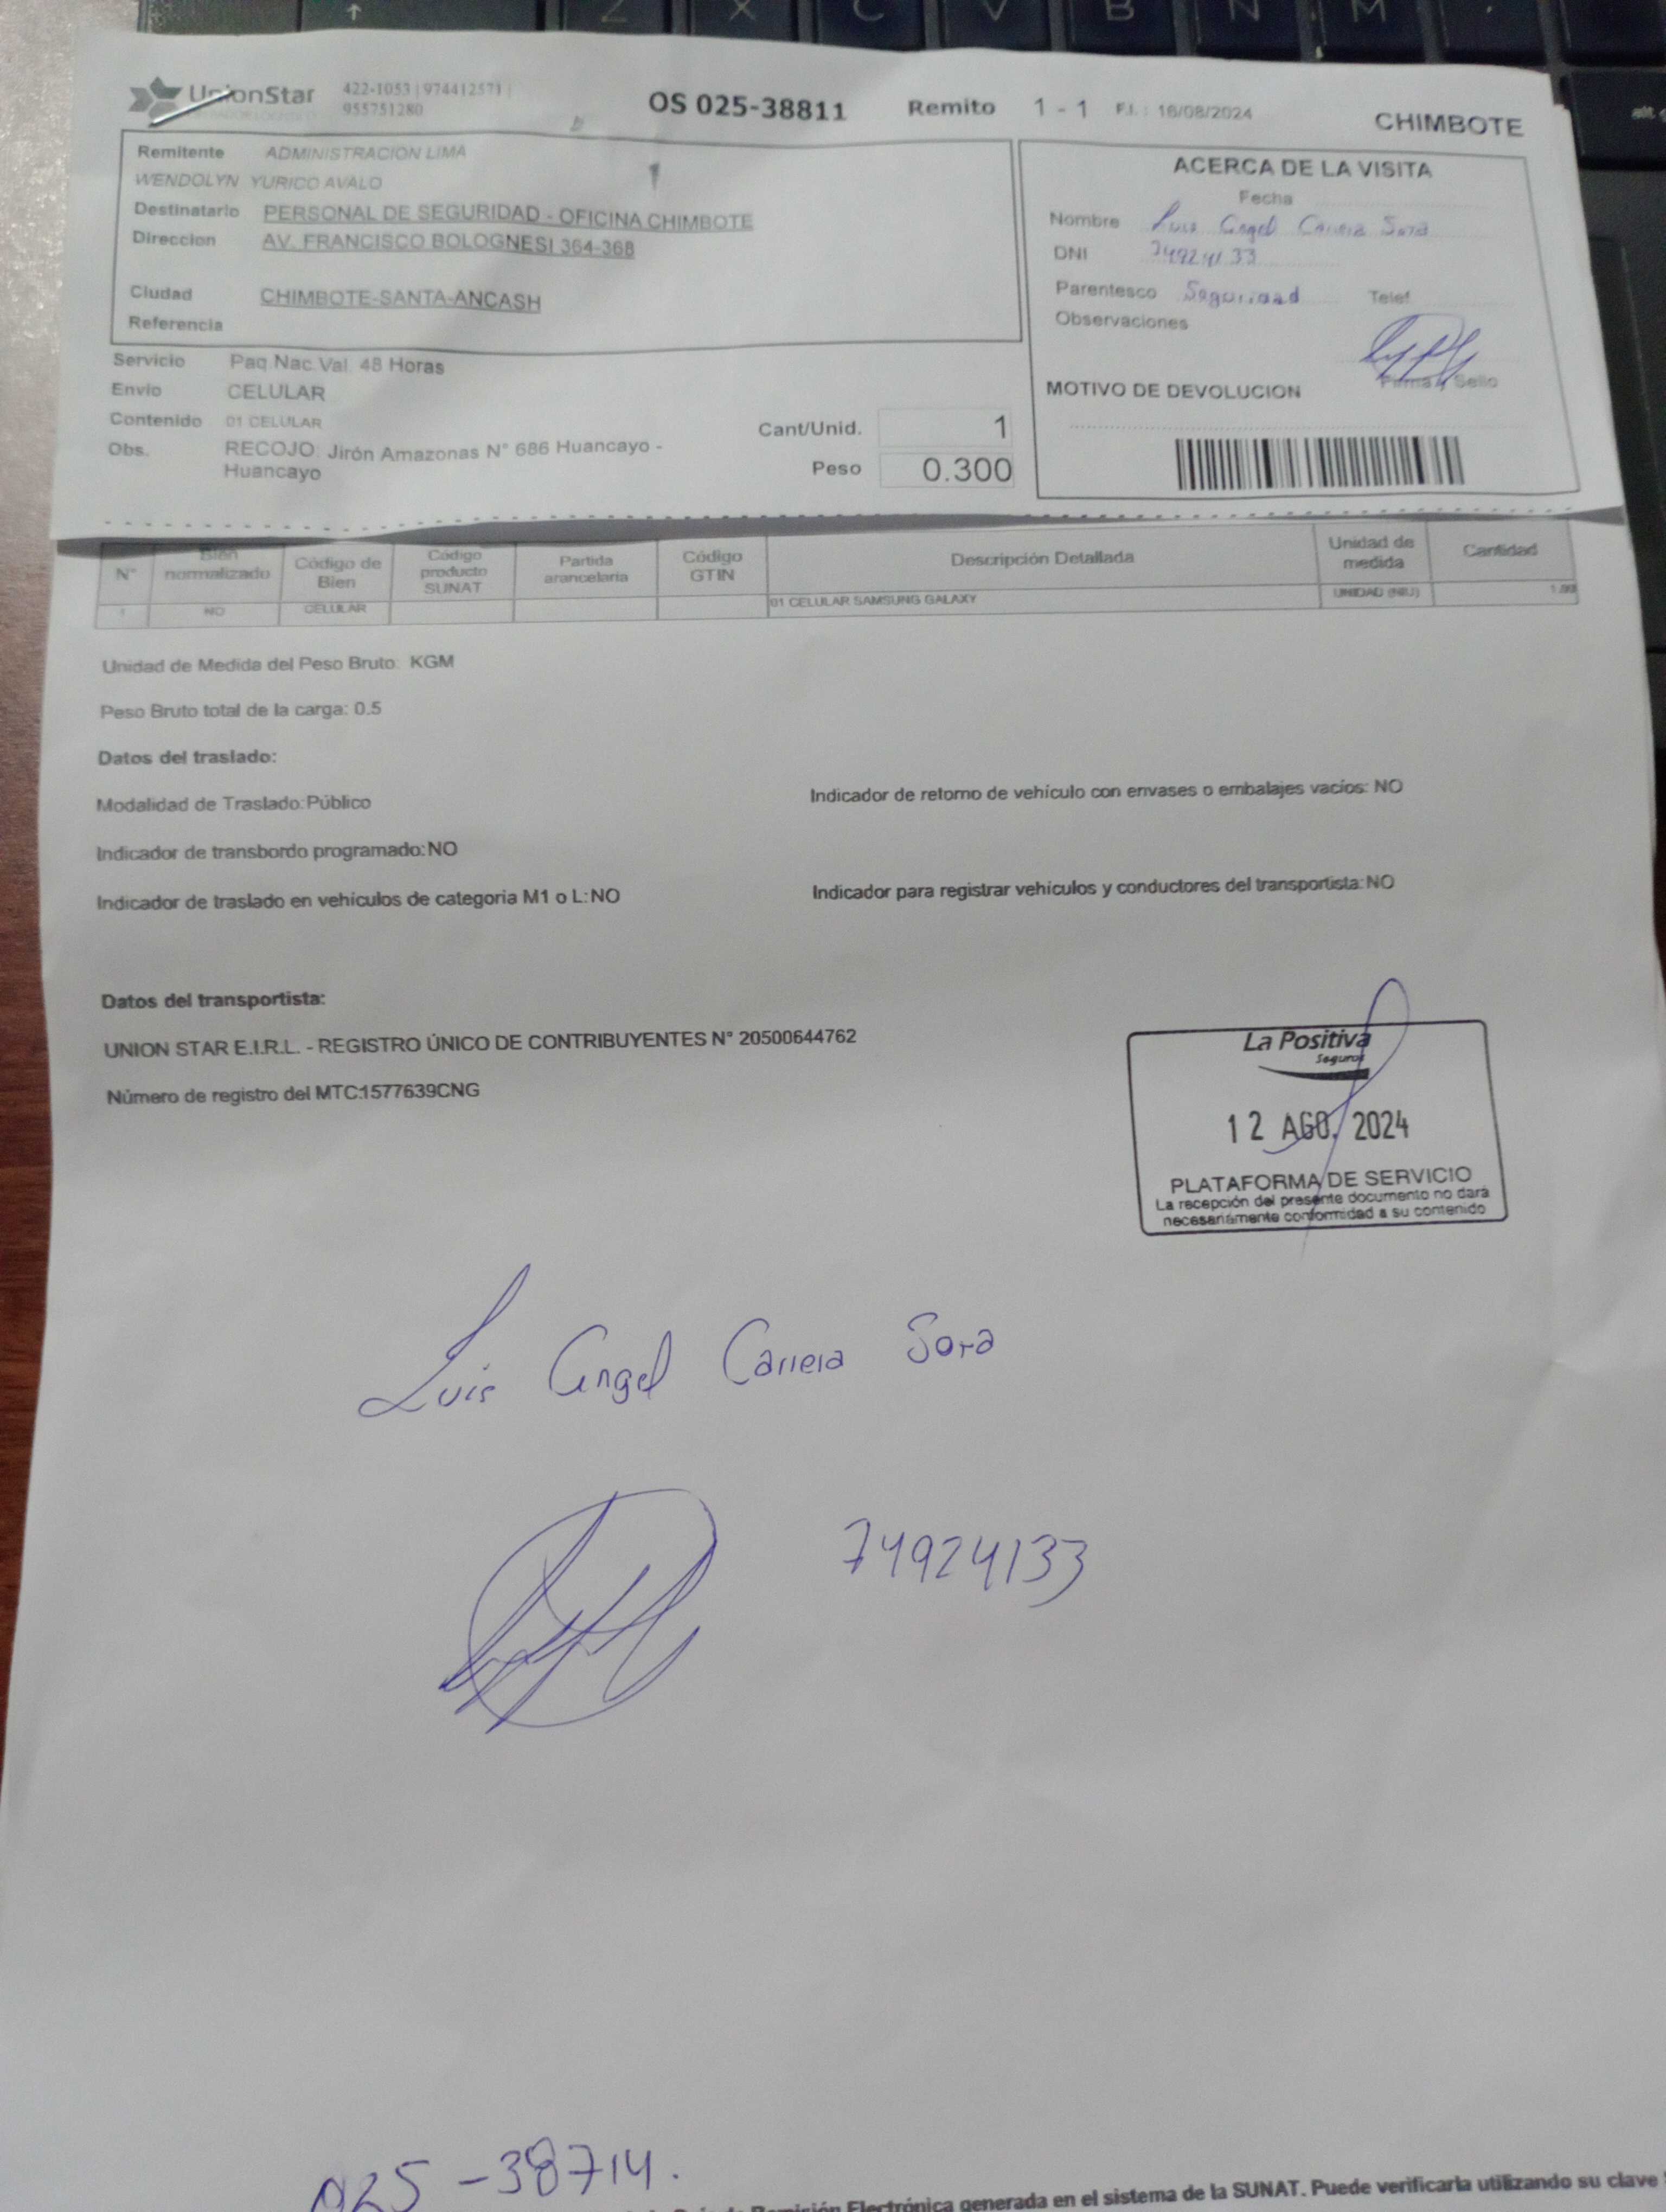 UnionStar 422-1053 | 974412571 |
955751280
OS 025-38811 Remito 1 - 1 F.I. : 16/08/2024 CHIMBOTE
Remitente ADMINISTRACION LIMA
WENDOLYN YURICO AVALO
Destinatario PERSONAL DE SEGURIDAD - OFICINA CHIMBOTE
Direccion AV. FRANCISCO BOLOGNESI 364-368
Ciudad CHIMBOTE-SANTA-ANCASH
Referencia
ACERCA DE LA VISITA
Fecha
Nombre Luis Angel Carrera Sora
DNI 74924133
Parentesco Seguridad Telef.
Observaciones
Firma y Sello
MOTIVO DE DEVOLUCION
Servicio Paq.Nac.Val. 48 Horas
Envio CELULAR
Contenido 01 CELULAR
Obs. RECOJO: Jirón Amazonas N° 686 Huancayo -
Huancayo
Cant/Unid. 1
Peso 0.300
N° Bien normalizado Código de Bien Código producto SUNAT Partida arancelaria Código GTIN Descripción Detallada Unidad de medida Cantidad
1 NO CELULAR 01 CELULAR SAMSUNG GALAXY UNIDAD (NIU) 1.00
Unidad de Medida del Peso Bruto: KGM
Peso Bruto total de la carga: 0.5
Datos del traslado:
Modalidad de Traslado:Público Indicador de retorno de vehículo con envases o embalajes vacíos: NO
Indicador de transbordo programado:NO
Indicador de traslado en vehículos de categoria M1 o L:NO Indicador para registrar vehículos y conductores del transportista:NO
Datos del transportista:
UNION STAR E.I.R.L. - REGISTRO ÚNICO DE CONTRIBUYENTES N° 20500644762
Número de registro del MTC:1577639CNG
La Positiva
Seguros
12 AGO. 2024
PLATAFORMA DE SERVICIO
La recepción del presente documento no dará
necesariamente conformidad a su contenido
Luis Angel Carrera Sora
74924133
025 - 38714.
Remisión Electrónica generada en el sistema de la SUNAT. Puede verificarla utilizando su clave